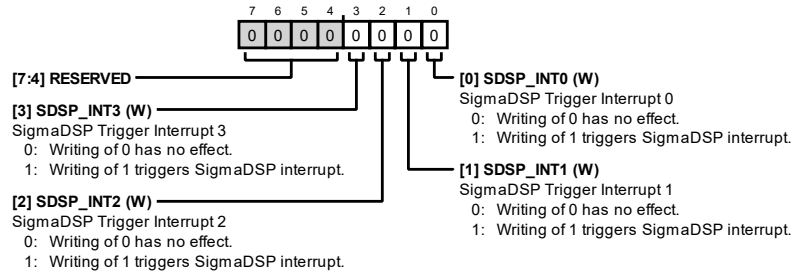 7 6 5 4 3 2 1 0
0 0 0 0 0 0 0 0
[7:4] RESERVED
[3] SDSP_INT3 (W)
SigmaDSP Trigger Interrupt 3
0: Writing of 0 has no effect.
1: Writing of 1 triggers SigmaDSP interrupt.
[2] SDSP_INT2 (W)
SigmaDSP Trigger Interrupt 2
0: Writing of 0 has no effect.
1: Writing of 1 triggers SigmaDSP interrupt.
[0] SDSP_INT0 (W)
SigmaDSP Trigger Interrupt 0
0: Writing of 0 has no effect.
1: Writing of 1 triggers SigmaDSP interrupt.
[1] SDSP_INT1 (W)
SigmaDSP Trigger Interrupt 1
0: Writing of 0 has no effect.
1: Writing of 1 triggers SigmaDSP interrupt.